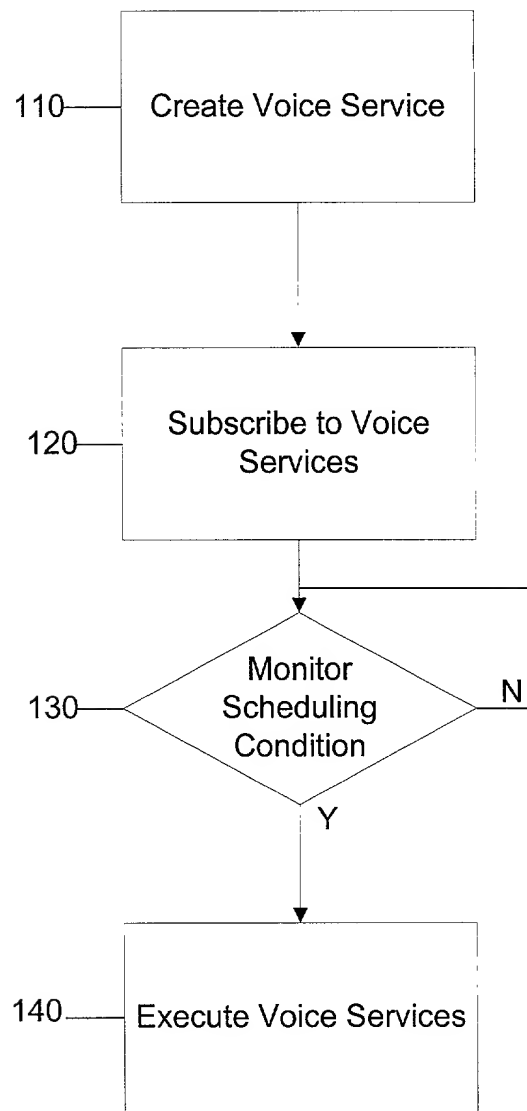 110
Create Voice Service
120
Subscribe to Voice
Services
130
Monitor
Scheduling
Condition
N
Y
140
Execute Voice Services